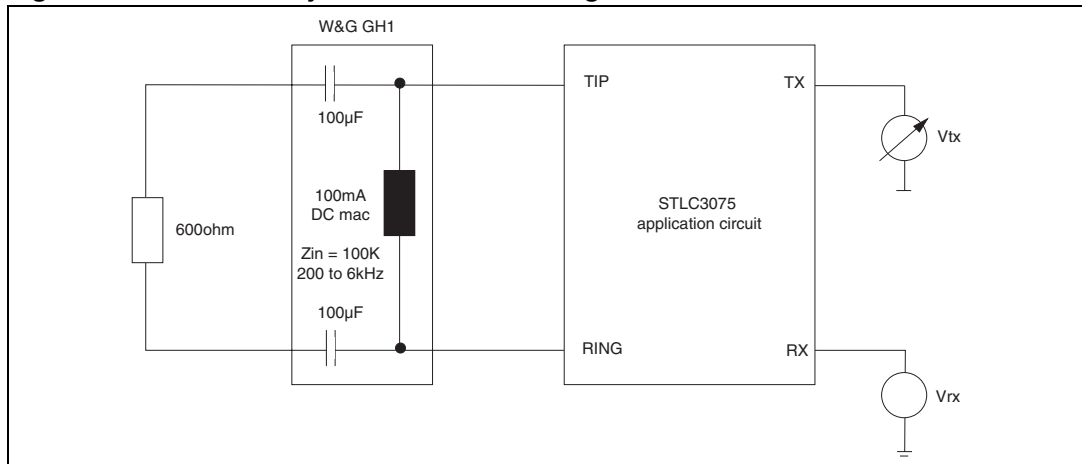 W&G GH1
TIP
TX
100µF
Vtx
100mA
DC mac
STLC3075
application circuit
600ohm
Zin = 100K
200 to 6kHz
100µF
RING
RX
Vrx